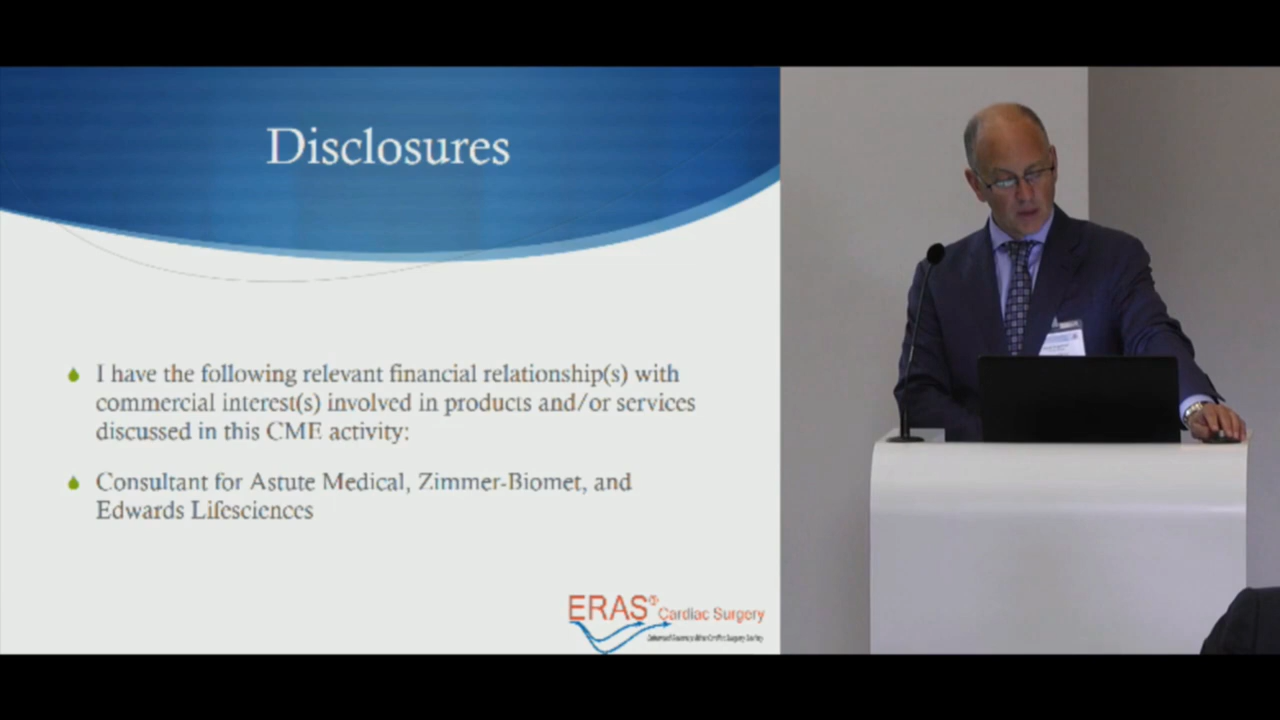 Disclosures
I have the following relevant financial relationship(s) with
commercial interest(s) involved in products and/or services
discussed in this CME activity:
Consultant for Astute Medical, Zimmer-Biomet, and
Edwards Lifesciences
ERAS® Cardiac Surgery